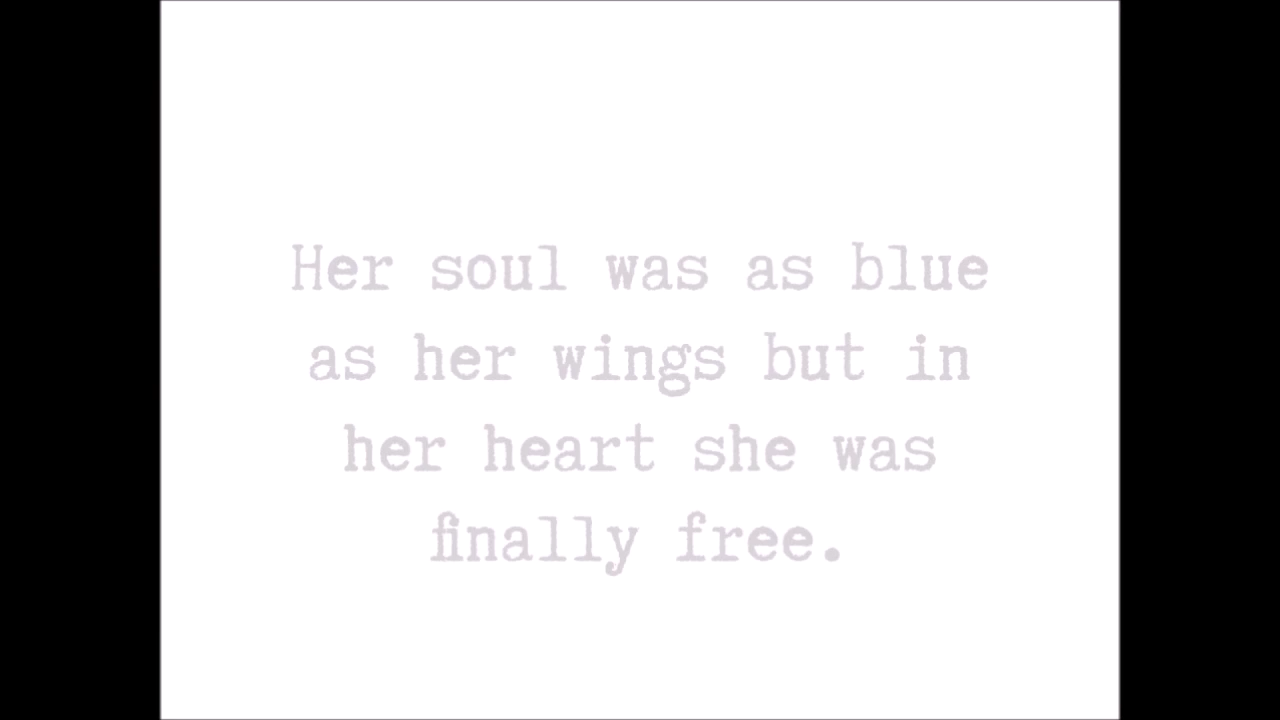 Her soul was as blue
as her wings but in
her heart she was
finally free.